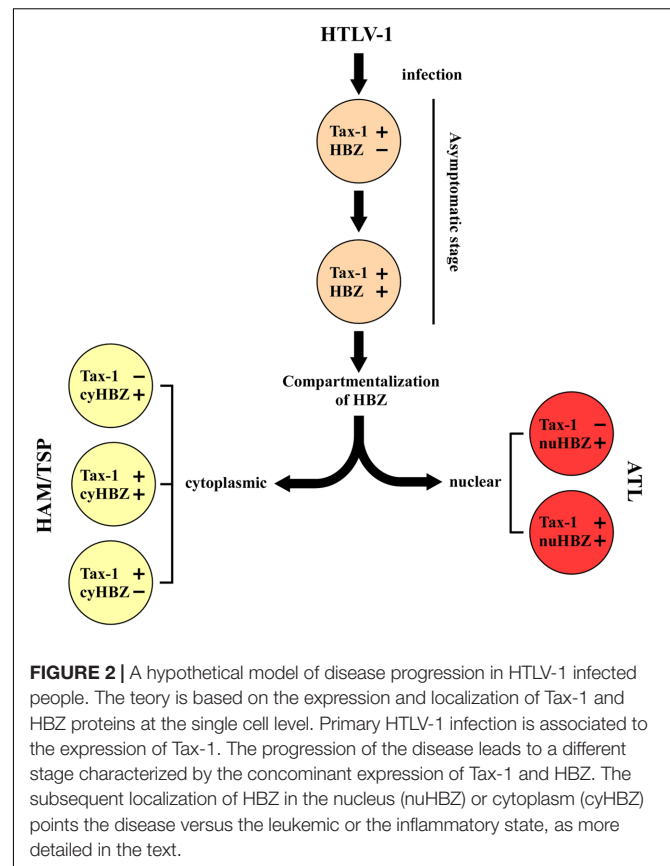 HTLV-1
infection
Tax-1 +
HBZ −
Asymptomatic stage
Tax-1 +
HBZ +
Compartmentalization
of HBZ
cytoplasmic
nuclear
HAM/TSP
Tax-1 −
cyHBZ +
Tax-1 +
cyHBZ +
Tax-1 +
cyHBZ −
ATL
Tax-1 −
nuHBZ +
Tax-1 +
nuHBZ +
FIGURE 2 | A hypothetical model of disease progression in HTLV-1 infected
people. The teory is based on the expression and localization of Tax-1 and
HBZ proteins at the single cell level. Primary HTLV-1 infection is associated to
the expression of Tax-1. The progression of the disease leads to a different
stage characterized by the concominant expression of Tax-1 and HBZ. The
subsequent localization of HBZ in the nucleus (nuHBZ) or cytoplasm (cyHBZ)
points the disease versus the leukemic or the inflammatory state, as more
detailed in the text.